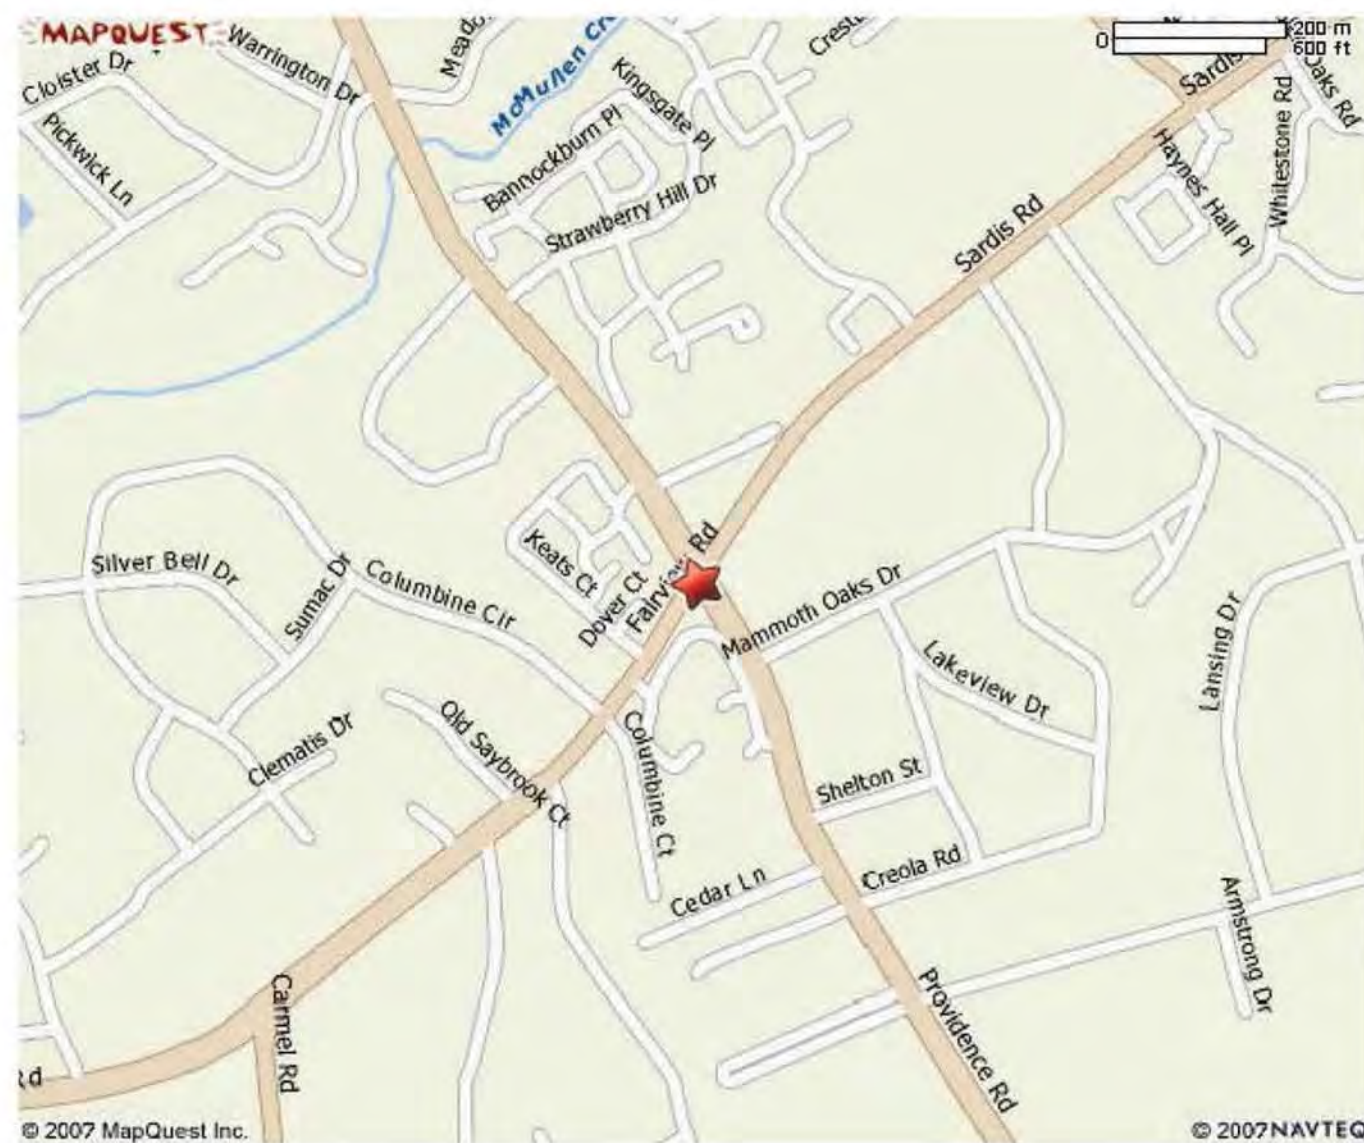 MAPQUEST
Warrington Dr
McMullen
0
200 m
600 ft
Cloister Dr
Kingsgate Pl
Sardis
Oaks Rd
Pickwick Ln
Bannockburn Pl
Whitestone Rd
Haynes Hall Pl
Strawberry Hill Dr
Sardis Rd
Rd
Keats Ct
Silver Bell Dr
Sumac Dr
Columbine Cir
Dover Ct
Mammoth Oaks Dr
Lakeview Dr
Lansing Dr
Old Saybrook Ct
Columbine Ct
Clematis Dr
Shelton St
Cedar Ln
Creola Rd
Armstrong Dr
Carmel Rd
Providence Rd
Rd
© 2007 MapQuest Inc.
© 2007 NAVTEQ